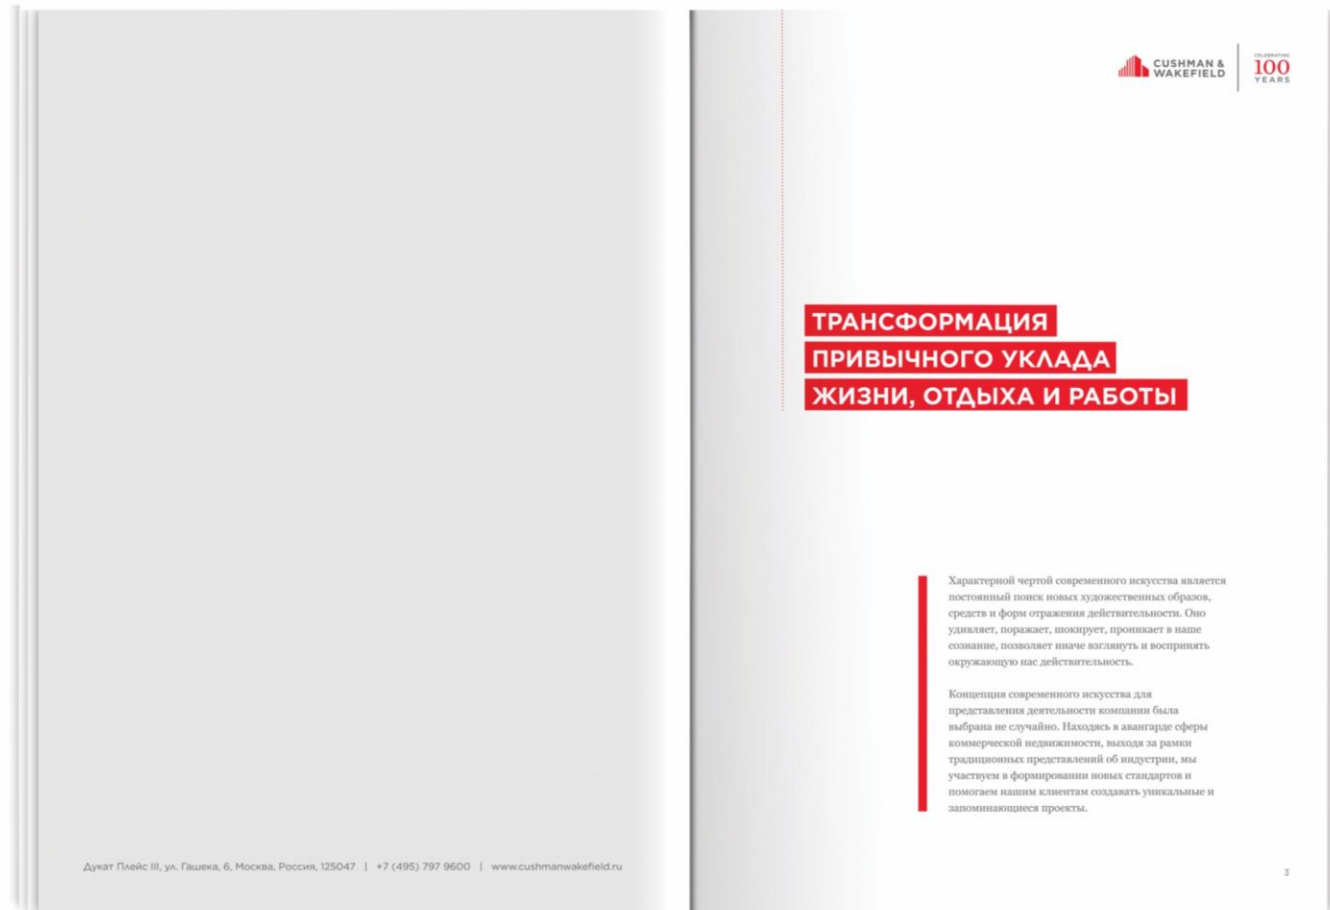 Дукат Плейс III, ул. Гашека, 6, Москва, Россия, 125047 | +7 (495) 797 9600 | www.cushmanwakefield.ru
CUSHMAN &
WAKEFIELD
CELEBRATING
100
YEARS
ТРАНСФОРМАЦИЯ
ПРИВЫЧНОГО УКЛАДА
ЖИЗНИ, ОТДЫХА И РАБОТЫ
Характерной чертой современного искусства является
постоянный поиск новых художественных образов,
средств и форм отражения действительности. Оно
удивляет, поражает, шокирует, проникает в наше
сознание, позволяет иначе взглянуть и воспринять
окружающую нас действительность.
Концепция современного искусства для
представления деятельности компании была
выбрана не случайно. Находясь в авангарде сферы
коммерческой недвижимости, выходя за рамки
традиционных представлений об индустрии, мы
участвуем в формировании новых стандартов и
помогаем нашим клиентам создавать уникальные и
запоминающиеся проекты.
3